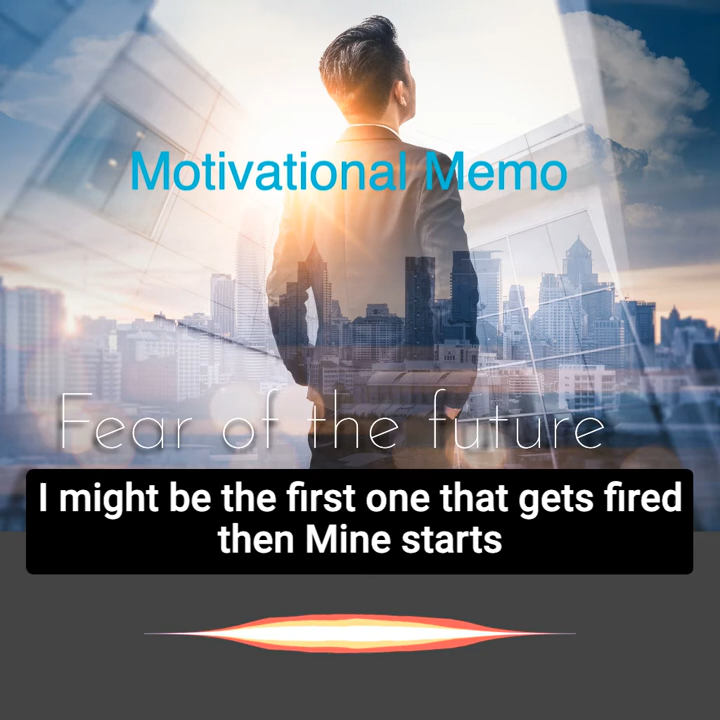 Motivational Memo
Fear of the future
I might be the first one that gets fired
then Mine starts